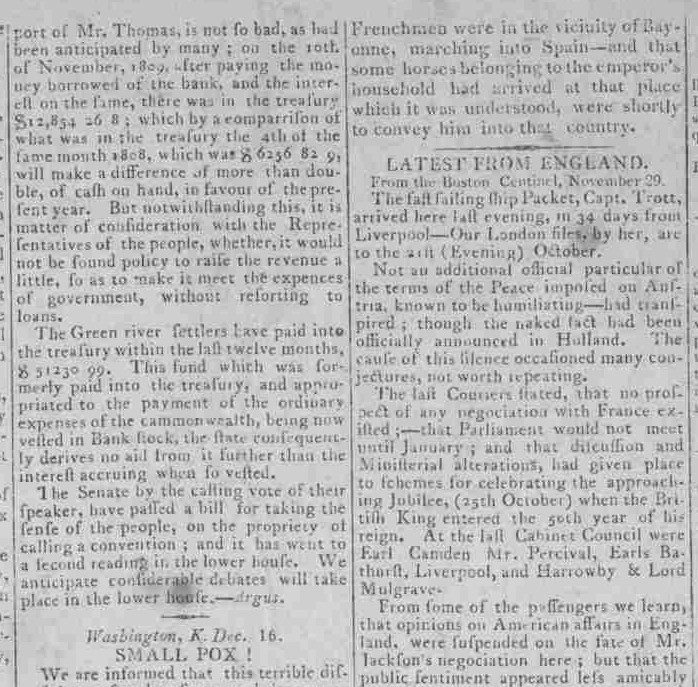 port of Mr. Thomas, is not ſo bad, as had
been anticipated by many ; on the 10th
of November, 1809, after paying the mo-
ney borrowed of the bank, and the inter-
eſt on the ſame, there was in the treaſury
$12,854 26 8 ; which by a comparriſon of
what was in the treaſury the 4th of the
ſame month 1808, which was $ 6256 82 9,
will make a difference of more than dou-
ble, of caſh on hand, in favour of the pre-
ſent year. But notwithſtanding this, it is
matter of conſideration with the Repre-
ſentatives of the people, whether, it would
not be found policy to raiſe the revenue a
little, ſo as to make it meet the expences
of government, without reſorting to
loans.
The Green river ſettlers have paid into
the treaſury within the laſt twelve months,
$ 51230 99. This fund which was for-
merly paid into the treaſury, and appro-
priated to the payment of the ordinary
expenſes of the cammonwealth, being now
veſted in Bank ſtock, the ſtate conſequent-
ly derives no aid from it further than the
intereſt accruing when ſo veſted.
The Senate by the caſting vote of their
ſpeaker, have paſſed a bill for taking the
ſenſe of the people, on the propriety of
calling a convention ; and it has went to
a ſecond reading in the lower houſe. We
anticipate conſiderable debates will take
place in the lower houſe.—Argus.
Washington, K. Dec. 16.
SMALL POX !
We are informed that this terrible diſ-
Frenchmen were in the vicinity of Bay-
onne, marching into Spain—and that
some horses belonging to the emperor's
household had arrived at that place
which it was understood, were shortly
to convey him into that country.
LATEST FROM ENGLAND.
From the Boston Centinel, November 29.
The faſt ſailing ſhip Packet, Capt. Trott,
arrived here laſt evening, in 34 days from
Liverpool—Our London files, by her, are
to the 21ſt (Evening) October.
Not an additional official particular of
the terms of the Peace impoſed on Auſ-
tria, known to be humiliating—had tranſ-
pired ; though the naked fact had been
officially announced in Holland. The
cauſe of this ſilence occaſioned many con-
jectures, not worth repeating.
The laſt Couriers ſtated, that no proſ-
pect of any negociation with France ex-
iſted ;—that Parliament would not meet
until January ; and that diſcuſſion and
Miniſterial alterations, had given place
to ſchemes for celebrating the approach-
ing Jubilee, (25th October) when the Bri-
tiſh King entered the 50th year of his
reign. At the laſt Cabinet Council were
Earl Camden Mr. Percival, Earls Ba-
thurſt, Liverpool, and Harrowby & Lord
Mulgrave.
From ſome of the paſſengers we learn,
that opinions on American affairs in Eng-
land, were ſuſpended on the fate of Mr.
Jackſon's negociation here ; but that the
public ſentiment appeared leſs amicably